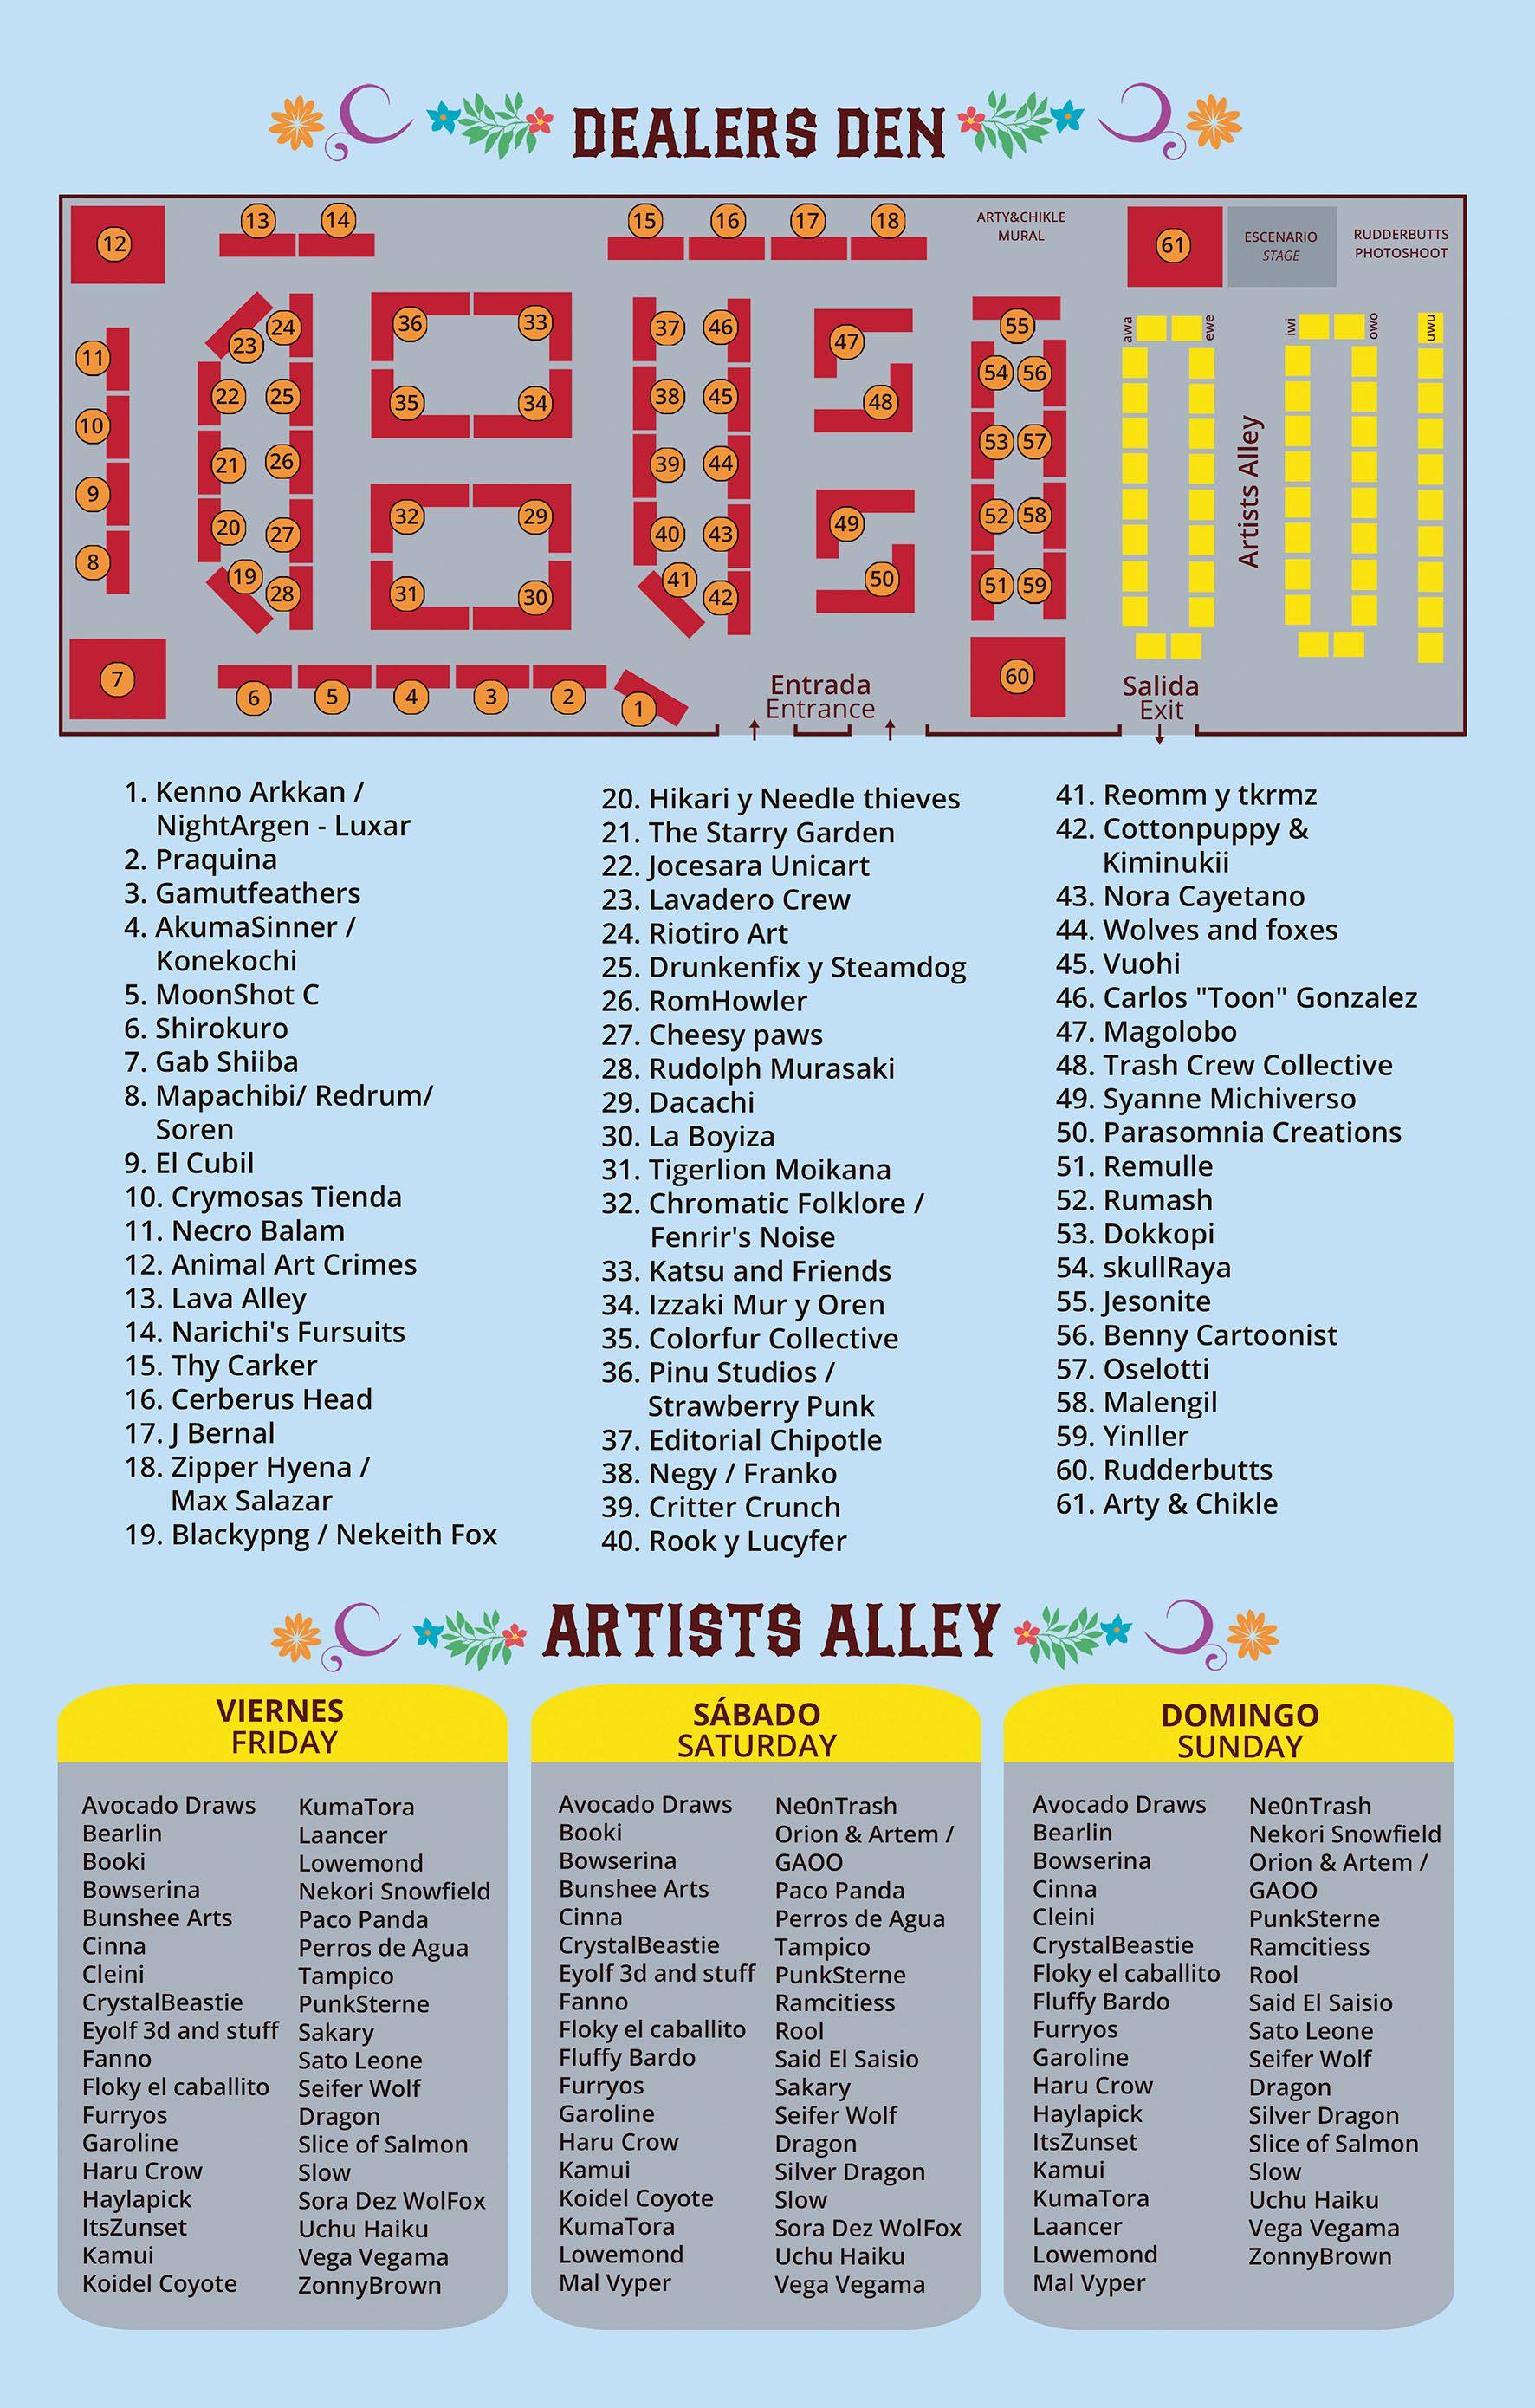 DEALERS DEN
13
14
15
16
17
18
ARTY&CHIKLE
MURAL
12
61
ESCENARIO
STAGE
RUDDERBUTTS
PHOTOSHOOT
24
23
36
33
37
46
47
55
awa
ewe
iwi
owo
uwu
11
22
25
35
34
38
45
48
54
56
10
21
26
39
44
53
57
Artists Alley
9
20
27
32
29
40
43
49
52
58
8
19
28
31
30
41
42
50
51
59
7
6
5
4
3
2
1
Entrada
Entrance
60
Salida
Exit
1. Kenno Arkkan /
NightArgen - Luxar
2. Praquina
3. Gamutfeathers
4. AkumaSinner /
Konekochi
5. MoonShot C
6. Shirokuro
7. Gab Shiiba
8. Mapachibi/ Redrum/
Soren
9. El Cubil
10. Crymosas Tienda
11. Necro Balam
12. Animal Art Crimes
13. Lava Alley
14. Narichi's Fursuits
15. Thy Carker
16. Cerberus Head
17. J Bernal
18. Zipper Hyena /
Max Salazar
19. Blackypng / Nekeith Fox
20. Hikari y Needle thieves
21. The Starry Garden
22. Jocesara Unicart
23. Lavadero Crew
24. Riotiro Art
25. Drunkenfix y Steamdog
26. RomHowler
27. Cheesy paws
28. Rudolph Murasaki
29. Dacachi
30. La Boyiza
31. Tigerlion Moikana
32. Chromatic Folklore /
Fenrir's Noise
33. Katsu and Friends
34. Izzaki Mur y Oren
35. Colorfur Collective
36. Pinu Studios /
Strawberry Punk
37. Editorial Chipotle
38. Negy / Franko
39. Critter Crunch
40. Rook y Lucyfer
41. Reomm y tkrmz
42. Cottonpuppy &
Kiminukii
43. Nora Cayetano
44. Wolves and foxes
45. Vuohi
46. Carlos "Toon" Gonzalez
47. Magolobo
48. Trash Crew Collective
49. Syanne Michiverso
50. Parasomnia Creations
51. Remulle
52. Rumash
53. Dokkopi
54. skullRaya
55. Jesonite
56. Benny Cartoonist
57. Oselotti
58. Malengil
59. Yinller
60. Rudderbutts
61. Arty & Chikle
ARTISTS ALLEY
VIERNES
FRIDAY
Avocado Draws
Bearlin
Booki
Bowserina
Bunshee Arts
Cinna
Cleini
CrystalBeastie
Eyolf 3d and stuff
Fanno
Floky el caballito
Furryos
Garoline
Haru Crow
Haylapick
ItsZunset
Kamui
Koidel Coyote
KumaTora
Laancer
Lowemond
Nekori Snowfield
Paco Panda
Perros de Agua
Tampico
PunkSterne
Sakary
Sato Leone
Seifer Wolf
Dragon
Slice of Salmon
Slow
Sora Dez WolFox
Uchu Haiku
Vega Vegama
ZonnyBrown
SÁBADO
SATURDAY
Avocado Draws
Booki
Bowserina
Bunshee Arts
Cinna
CrystalBeastie
Eyolf 3d and stuff
Fanno
Floky el caballito
Fluffy Bardo
Furryos
Garoline
Haru Crow
Kamui
Koidel Coyote
KumaTora
Lowemond
Mal Vyper
Ne0nTrash
Orion & Artem /
GAOO
Paco Panda
Perros de Agua
Tampico
PunkSterne
Ramcitiess
Rool
Said El Saisio
Sakary
Seifer Wolf
Dragon
Silver Dragon
Slow
Sora Dez WolFox
Uchu Haiku
Vega Vegama
DOMINGO
SUNDAY
Avocado Draws
Bearlin
Bowserina
Cinna
Cleini
CrystalBeastie
Floky el caballito
Fluffy Bardo
Furryos
Garoline
Haru Crow
Haylapick
ItsZunset
Kamui
KumaTora
Laancer
Lowemond
Mal Vyper
Ne0nTrash
Nekori Snowfield
Orion & Artem /
GAOO
PunkSterne
Ramcitiess
Rool
Said El Saisio
Sato Leone
Seifer Wolf
Dragon
Silver Dragon
Slice of Salmon
Slow
Uchu Haiku
Vega Vegama
ZonnyBrown